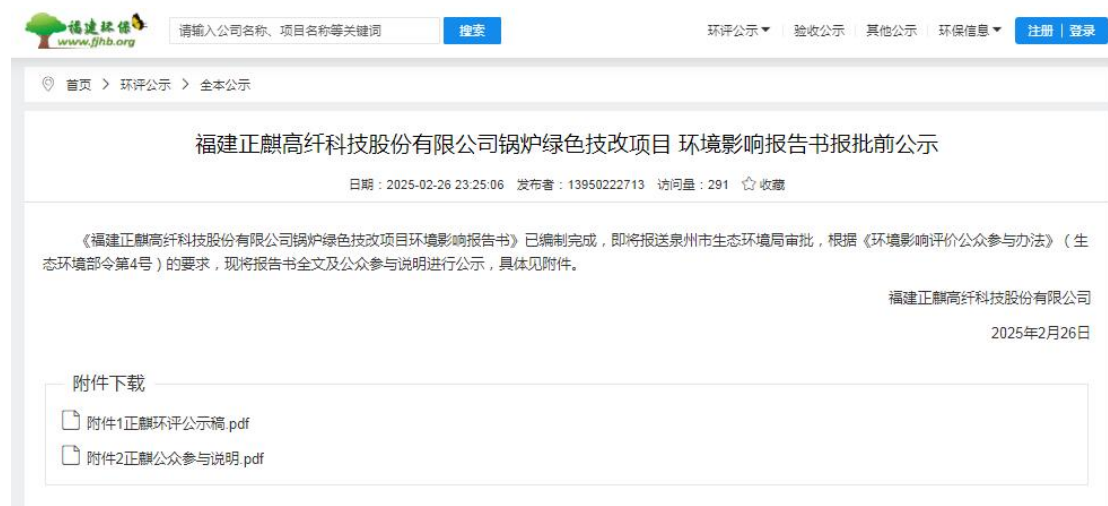 福建环保
www.fjhb.org
请输入公司名称、项目名称等关键词
搜索
环评公示 验收公示 其他公示 环保信息 注册 | 登录
首页 > 环评公示 > 全本公示
福建正麒高纤科技股份有限公司锅炉绿色技改项目 环境影响报告书报批前公示
日期：2025-02-26 23:25:06 发布者：13950222713 访问量：291 收藏
《福建正麒高纤科技股份有限公司锅炉绿色技改项目环境影响报告书》已编制完成，即将报送泉州市生态环境局审批，根据《环境影响评价公众参与办法》（生
态环境部令第4号）的要求，现将报告书全文及公众参与说明进行公示，具体见附件。
福建正麒高纤科技股份有限公司
2025年2月26日
附件下载
附件1正麒环评公示稿.pdf
附件2正麒公众参与说明.pdf